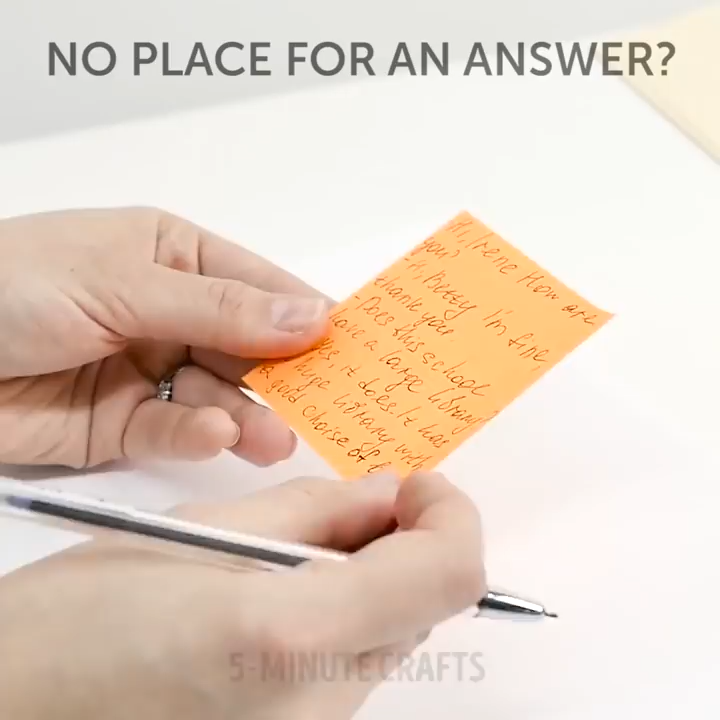 NO PLACE FOR AN ANSWER?
Hi, Irene How are
you?
-Hi, Betty I'm fine,
thank you.
-Does this school
have a large library?
Yes, it does. It has
huge library with
a good choise of
5-MINUTE CRAFTS